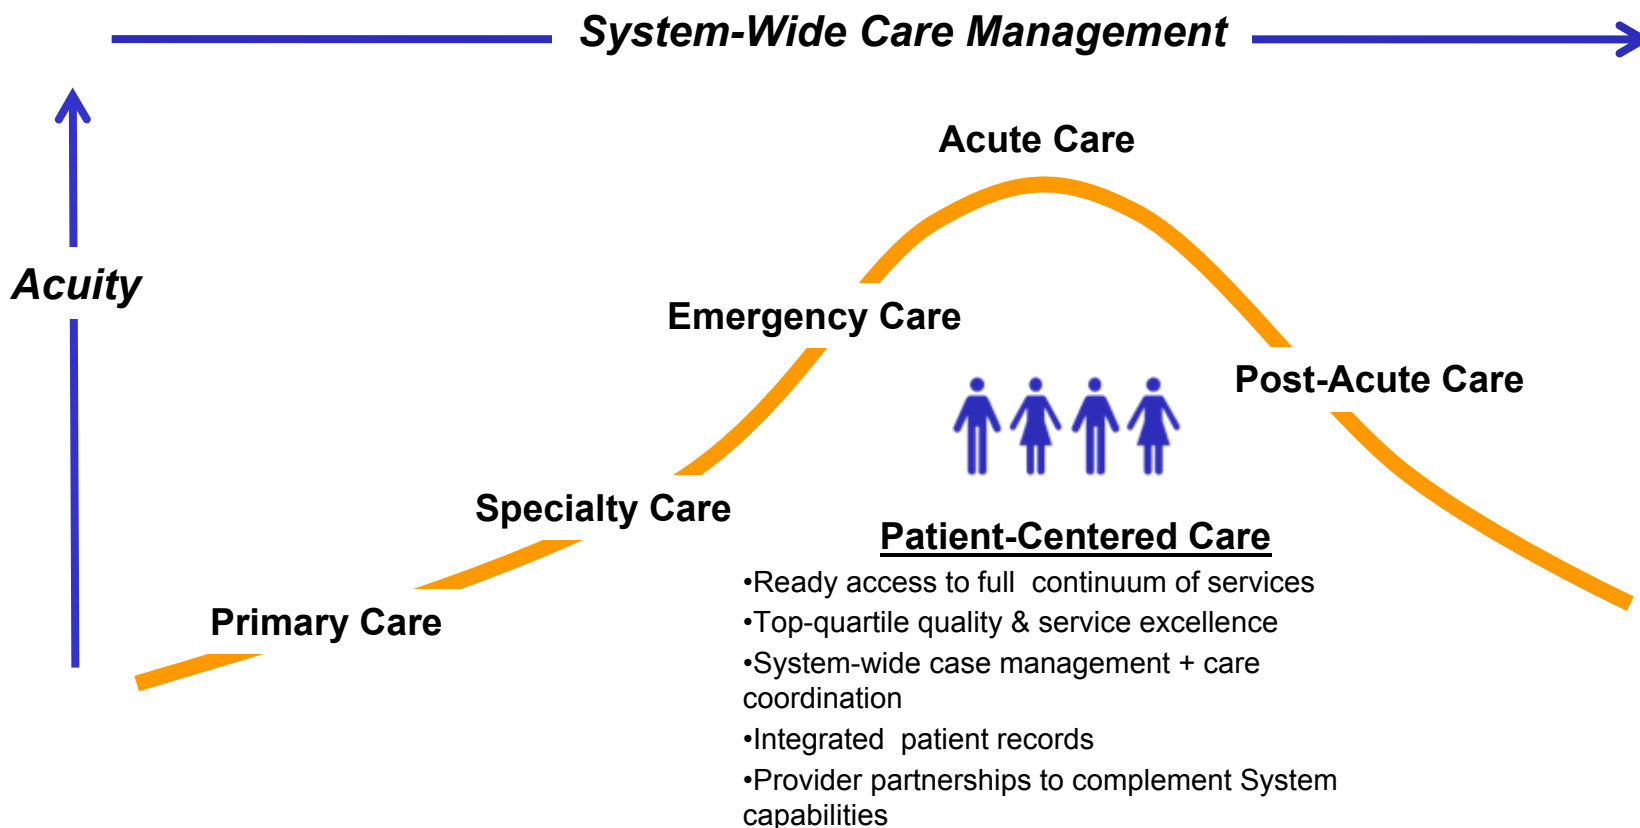 System-Wide Care Management
Acute Care
Acuity
Emergency Care
Post-Acute Care
Specialty Care
Primary Care
Patient-Centered Care
•Ready access to full  continuum of services
•Top-quartile quality & service excellence
•System-wide case management + care
coordination
•Integrated  patient records
•Provider partnerships to complement System
capabilities